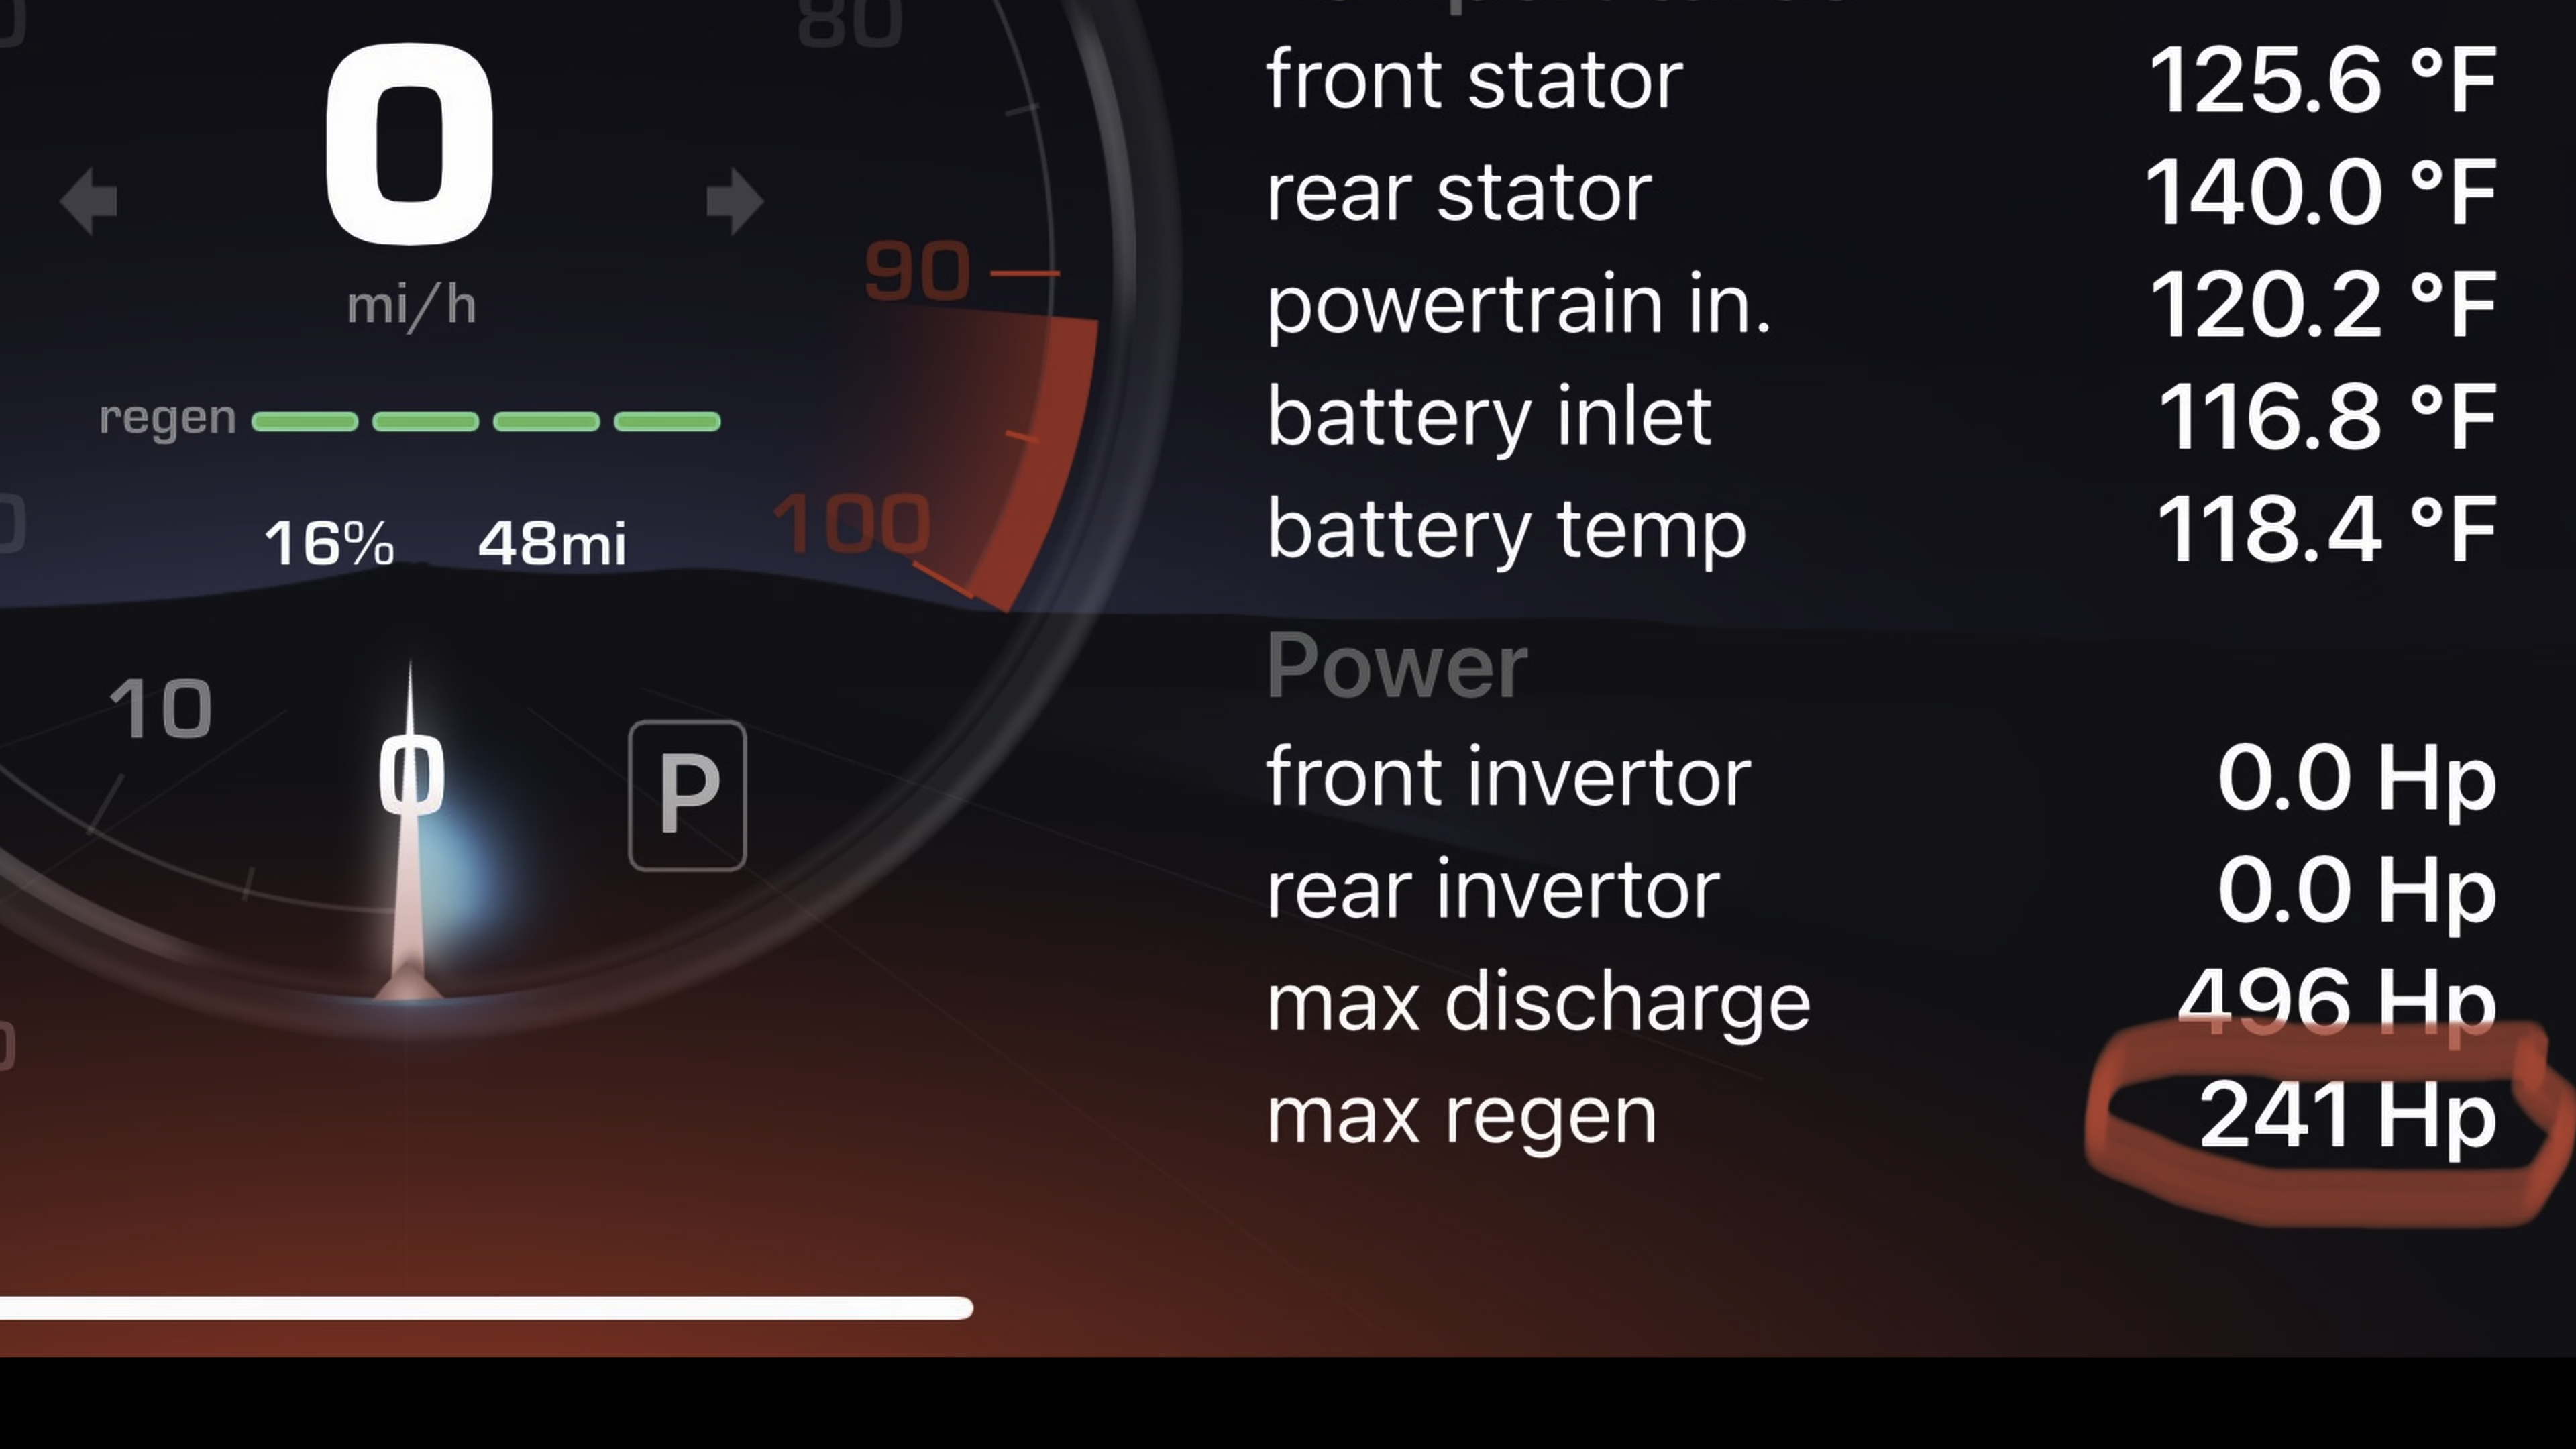 80
0
mi/h
90
regen
100
16% 48mi
10
0
P
front stator 125.6 °F
rear stator 140.0 °F
powertrain in. 120.2 °F
battery inlet 116.8 °F
battery temp 118.4 °F
Power
front invertor 0.0 Hp
rear invertor 0.0 Hp
max discharge 496 Hp
max regen 241 Hp